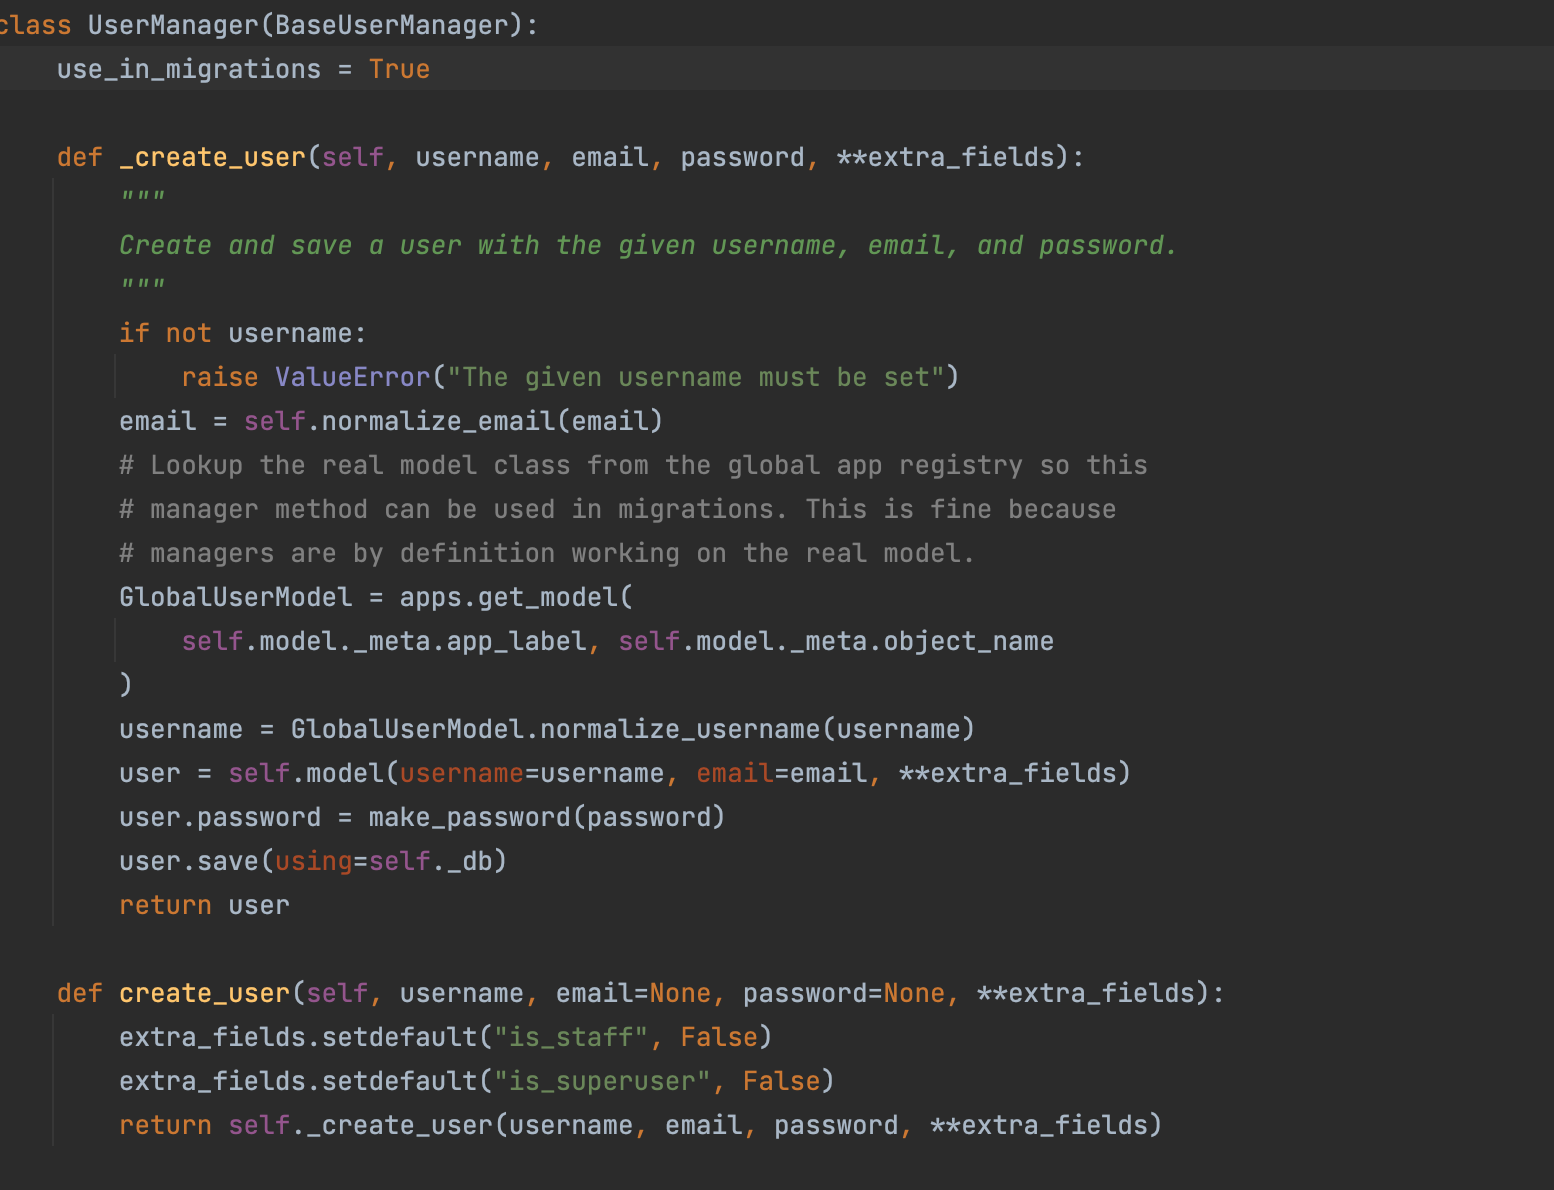 class UserManager(BaseUserManager):
    use_in_migrations = True

    def _create_user(self, username, email, password, **extra_fields):
        """
        Create and save a user with the given username, email, and password.
        """
        if not username:
            raise ValueError("The given username must be set")
        email = self.normalize_email(email)
        # Lookup the real model class from the global app registry so this
        # manager method can be used in migrations. This is fine because
        # managers are by definition working on the real model.
        GlobalUserModel = apps.get_model(
            self.model._meta.app_label, self.model._meta.object_name
        )
        username = GlobalUserModel.normalize_username(username)
        user = self.model(username=username, email=email, **extra_fields)
        user.password = make_password(password)
        user.save(using=self._db)
        return user

    def create_user(self, username, email=None, password=None, **extra_fields):
        extra_fields.setdefault("is_staff", False)
        extra_fields.setdefault("is_superuser", False)
        return self._create_user(username, email, password, **extra_fields)